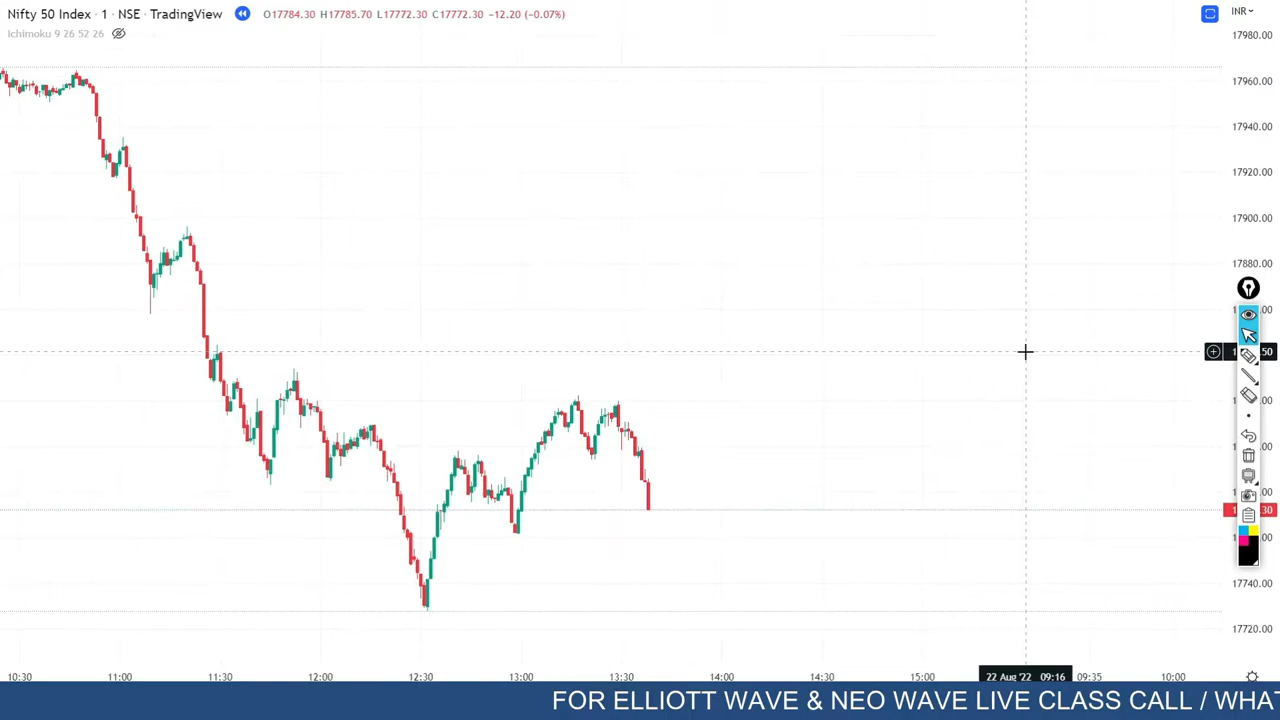 Nifty 50 Index · 1 · NSE · TradingView O17784.30 H17785.70 L17772.30 C17772.30 -12.20 (-0.07%)
INR
Ichimoku 9 26 52 26
17980.00
17960.00
17940.00
17920.00
17900.00
17880.00
17740.00
17720.00
10:30 11:00 11:30 12:00 12:30 13:00 13:30 14:00 14:30 15:00 22 Aug '22 09:16 09:35 10:00
FOR ELLIOTT WAVE & NEO WAVE LIVE CLASS CALL / WHA